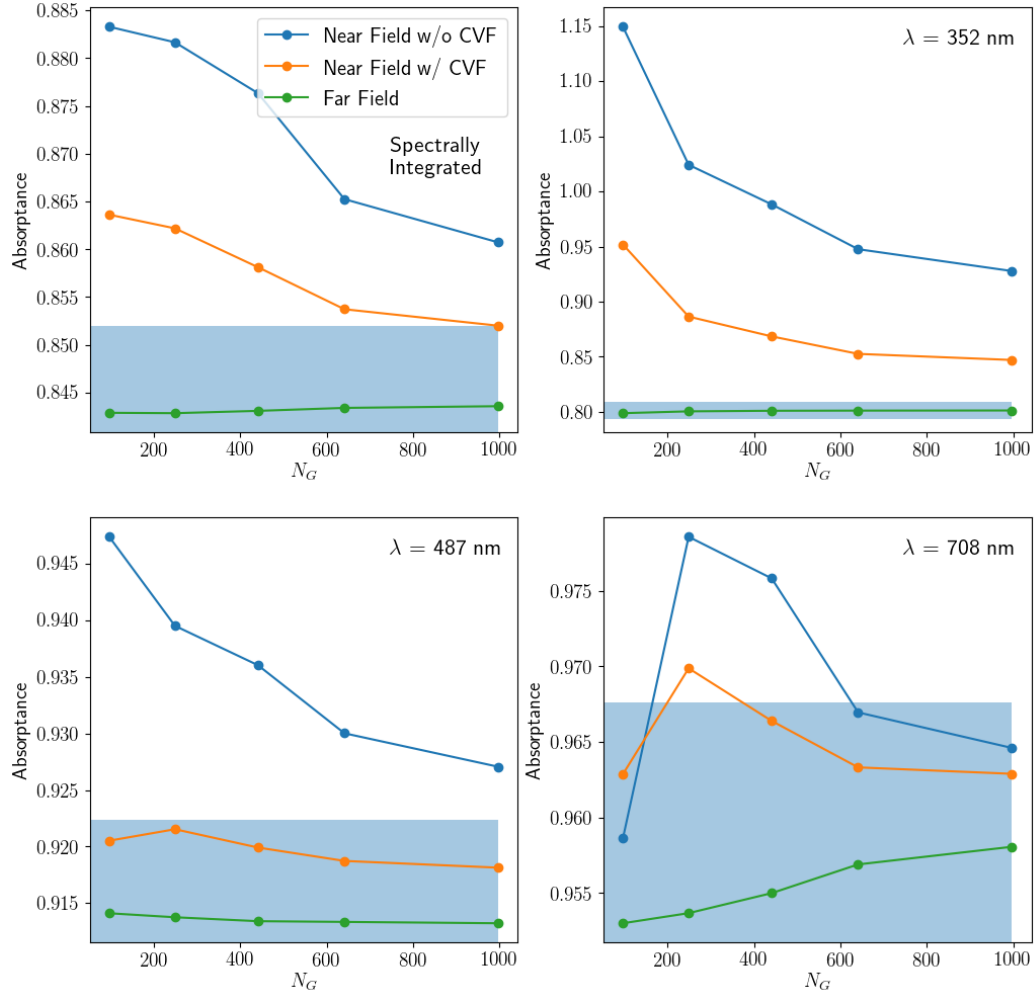 0.885
0.880
0.875
0.870
0.865
0.860
0.855
0.850
0.845
Absorptance
Near Field w/o CVF
Near Field w/ CVF
Far Field
Spectrally
Integrated
200 400 600 800 1000
N_G
1.15
1.10
1.05
1.00
0.95
0.90
0.85
0.80
Absorptance
λ = 352 nm
200 400 600 800 1000
N_G
0.945
0.940
0.935
0.930
0.925
0.920
0.915
Absorptance
λ = 487 nm
200 400 600 800 1000
N_G
0.975
0.970
0.965
0.960
0.955
Absorptance
λ = 708 nm
200 400 600 800 1000
N_G